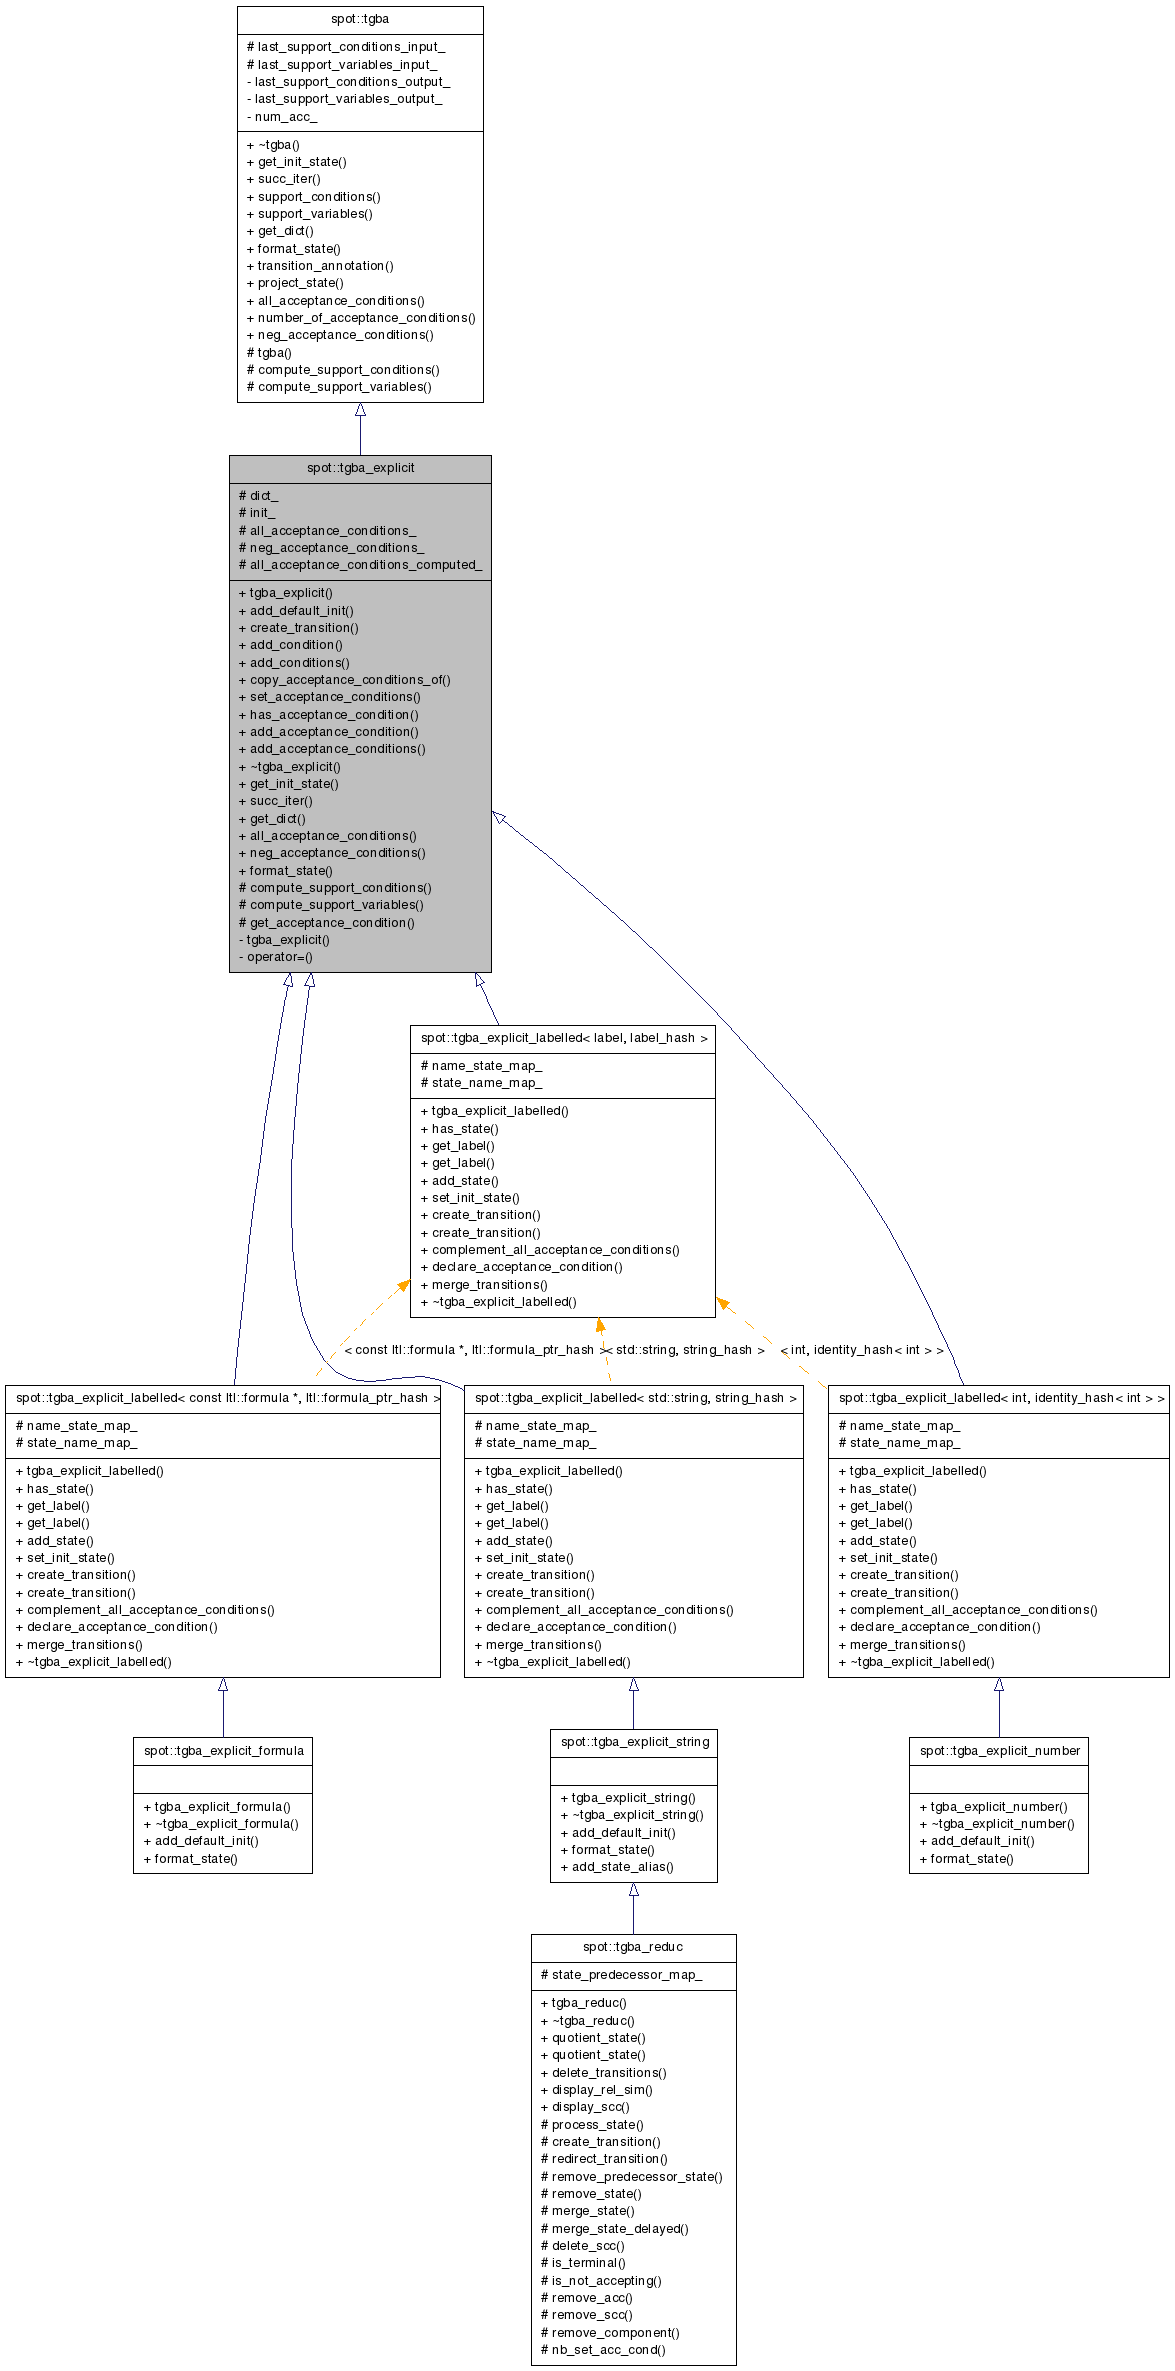 spot::tgba
# last_support_conditions_input_
# last_support_variables_input_
- last_support_conditions_output_
- last_support_variables_output_
- num_acc_
+ ~tgba()
+ get_init_state()
+ succ_iter()
+ support_conditions()
+ support_variables()
+ get_dict()
+ format_state()
+ transition_annotation()
+ project_state()
+ all_acceptance_conditions()
+ number_of_acceptance_conditions()
+ neg_acceptance_conditions()
# tgba()
# compute_support_conditions()
# compute_support_variables()
spot::tgba_explicit
# dict_
# init_
# all_acceptance_conditions_
# neg_acceptance_conditions_
# all_acceptance_conditions_computed_
+ tgba_explicit()
+ add_default_init()
+ create_transition()
+ add_condition()
+ add_conditions()
+ copy_acceptance_conditions_of()
+ set_acceptance_conditions()
+ has_acceptance_condition()
+ add_acceptance_condition()
+ add_acceptance_conditions()
+ ~tgba_explicit()
+ get_init_state()
+ succ_iter()
+ get_dict()
+ all_acceptance_conditions()
+ neg_acceptance_conditions()
+ format_state()
# compute_support_conditions()
# compute_support_variables()
# get_acceptance_condition()
- tgba_explicit()
- operator=()
spot::tgba_explicit_labelled< label, label_hash >
# name_state_map_
# state_name_map_
+ tgba_explicit_labelled()
+ has_state()
+ get_label()
+ get_label()
+ add_state()
+ set_init_state()
+ create_transition()
+ create_transition()
+ complement_all_acceptance_conditions()
+ declare_acceptance_condition()
+ merge_transitions()
+ ~tgba_explicit_labelled()
< const ltl::formula *, ltl::formula_ptr_hash >
< std::string, string_hash >
< int, identity_hash< int > >
spot::tgba_explicit_labelled< const ltl::formula *, ltl::formula_ptr_hash >
# name_state_map_
# state_name_map_
+ tgba_explicit_labelled()
+ has_state()
+ get_label()
+ get_label()
+ add_state()
+ set_init_state()
+ create_transition()
+ create_transition()
+ complement_all_acceptance_conditions()
+ declare_acceptance_condition()
+ merge_transitions()
+ ~tgba_explicit_labelled()
spot::tgba_explicit_labelled< std::string, string_hash >
# name_state_map_
# state_name_map_
+ tgba_explicit_labelled()
+ has_state()
+ get_label()
+ get_label()
+ add_state()
+ set_init_state()
+ create_transition()
+ create_transition()
+ complement_all_acceptance_conditions()
+ declare_acceptance_condition()
+ merge_transitions()
+ ~tgba_explicit_labelled()
spot::tgba_explicit_labelled< int, identity_hash< int > >
# name_state_map_
# state_name_map_
+ tgba_explicit_labelled()
+ has_state()
+ get_label()
+ get_label()
+ add_state()
+ set_init_state()
+ create_transition()
+ create_transition()
+ complement_all_acceptance_conditions()
+ declare_acceptance_condition()
+ merge_transitions()
+ ~tgba_explicit_labelled()
spot::tgba_explicit_formula
+ tgba_explicit_formula()
+ ~tgba_explicit_formula()
+ add_default_init()
+ format_state()
spot::tgba_explicit_string
+ tgba_explicit_string()
+ ~tgba_explicit_string()
+ add_default_init()
+ format_state()
+ add_state_alias()
spot::tgba_explicit_number
+ tgba_explicit_number()
+ ~tgba_explicit_number()
+ add_default_init()
+ format_state()
spot::tgba_reduc
# state_predecessor_map_
+ tgba_reduc()
+ ~tgba_reduc()
+ quotient_state()
+ quotient_state()
+ delete_transitions()
+ display_rel_sim()
+ display_scc()
# process_state()
# create_transition()
# redirect_transition()
# remove_predecessor_state()
# remove_state()
# merge_state()
# merge_state_delayed()
# delete_scc()
# is_terminal()
# is_not_accepting()
# remove_acc()
# remove_scc()
# remove_component()
# nb_set_acc_cond()